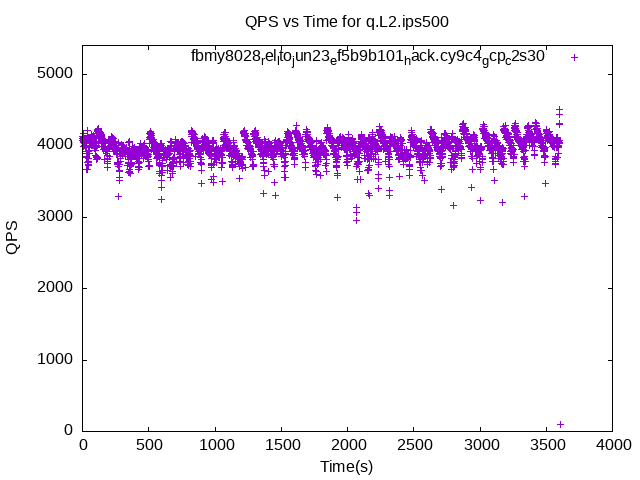 QPS vs Time for q.L2.ips500
fbmy8028relitojun23ef5b9b101hack.cy9c4gcpc2s30
5000
4000
3000
2000
1000
0
QPS
0 500 1000 1500 2000 2500 3000 3500 4000
Time(s)